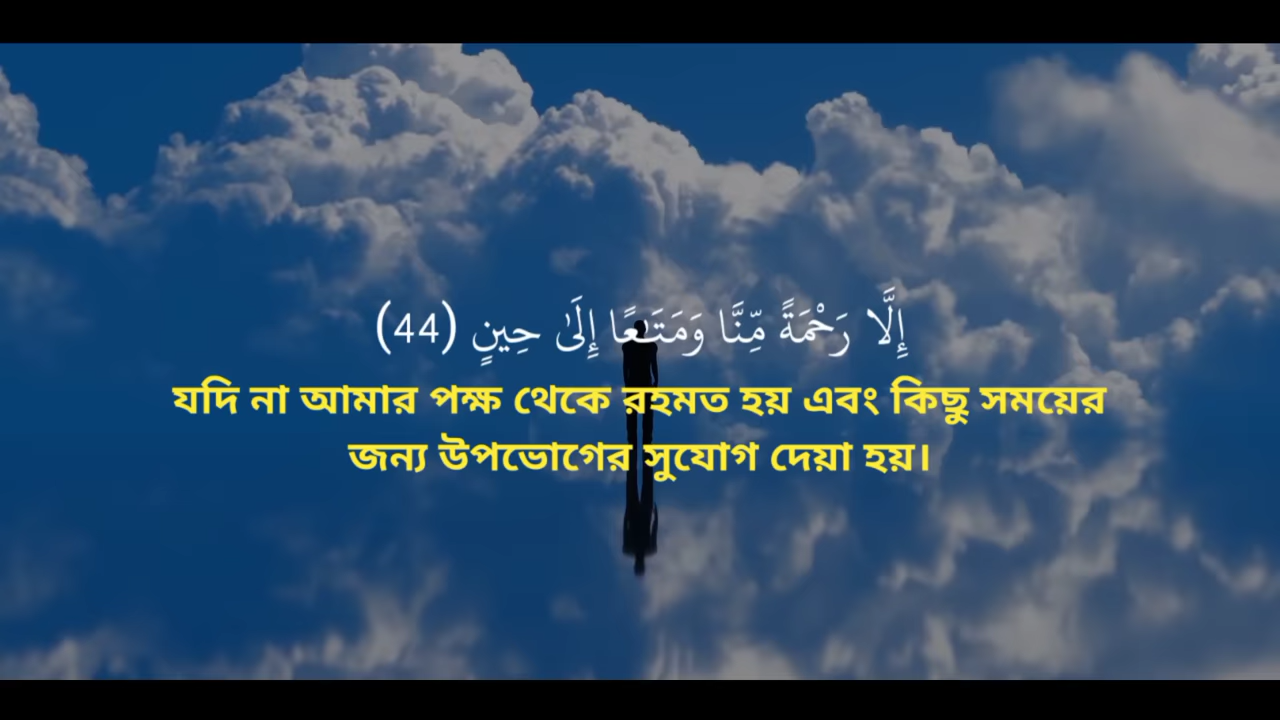 إِلَّا رَحْمَةً مِّنَّا وَمَتَـٰعًا إِلَىٰ حِينٍ (44)
যদি না আমার পক্ষ থেকে রহমত হয় এবং কিছু সময়ের
জন্য উপভোগের সুযোগ দেয়া হয়।